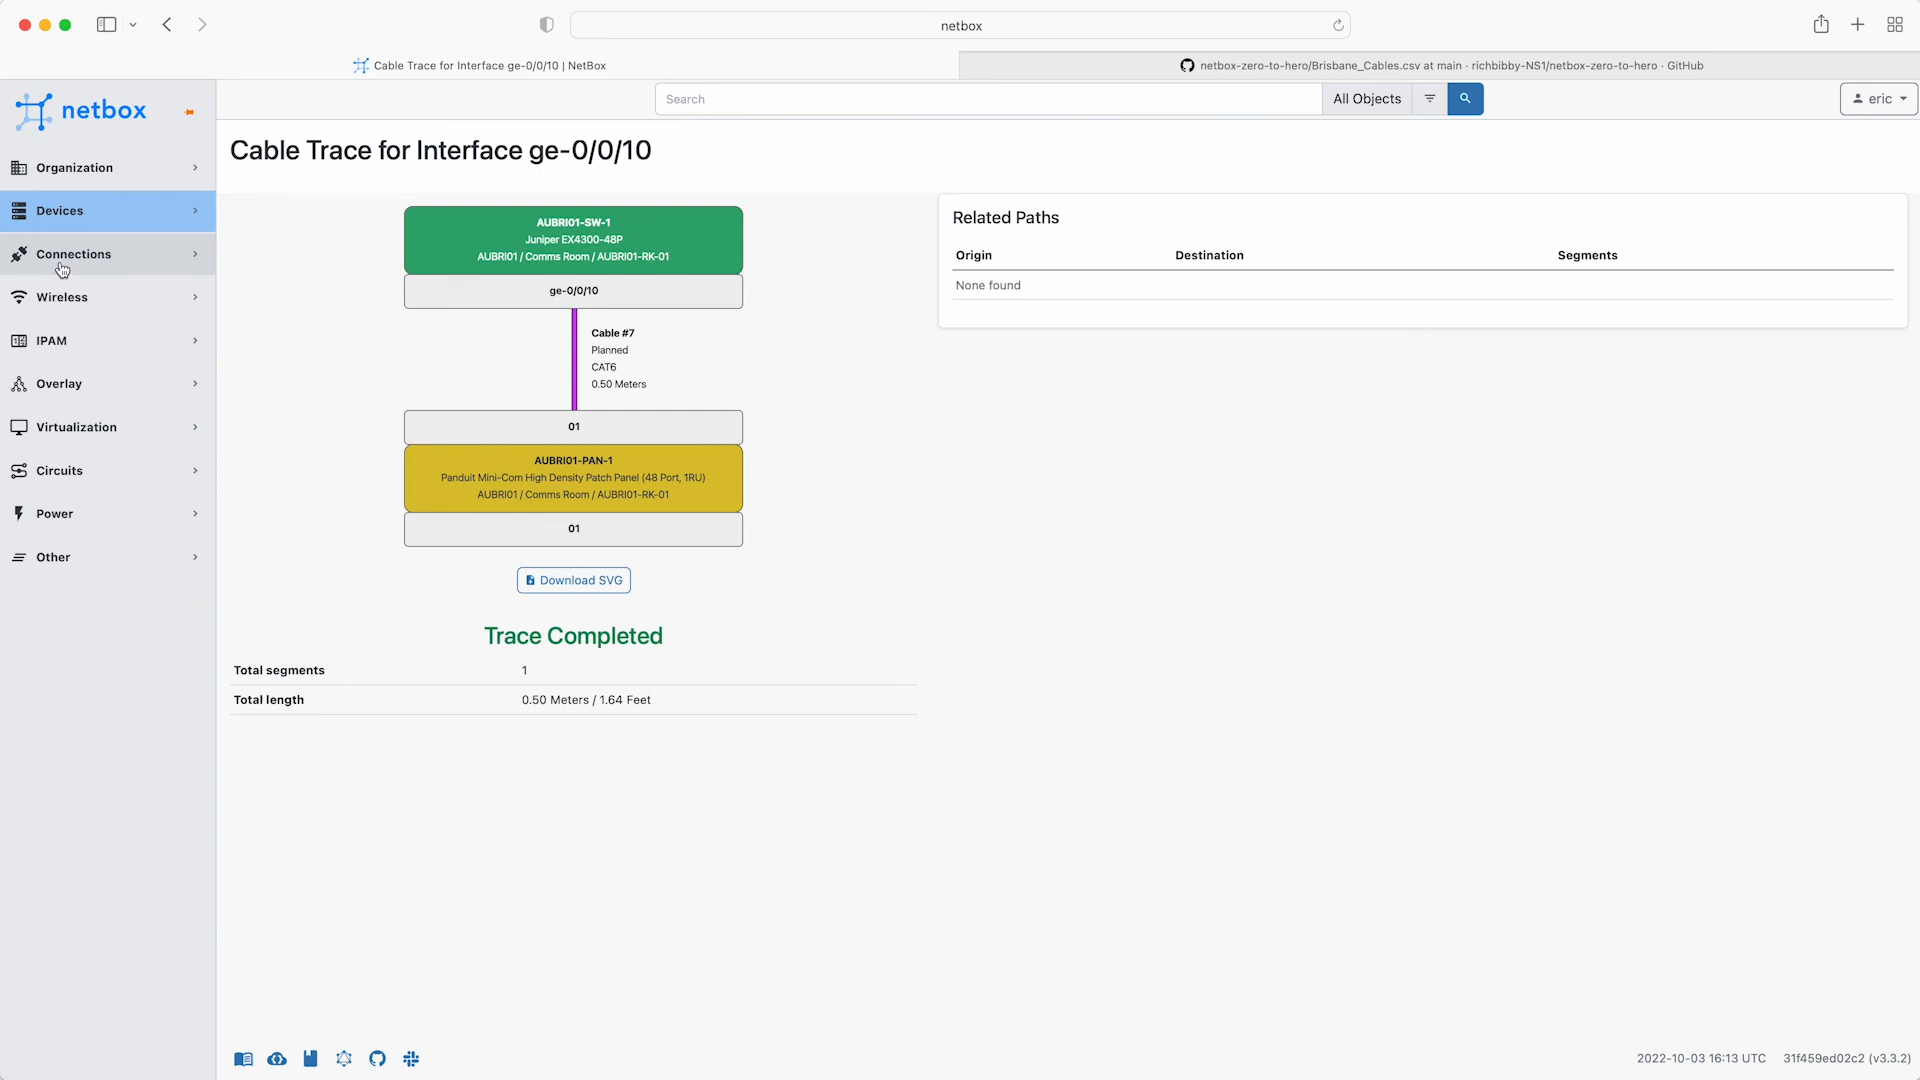 netbox
Cable Trace for Interface ge-0/0/10 | NetBox
netbox-zero-to-hero/Brisbane_Cables.csv at main · richbibby-NS1/netbox-zero-to-hero · GitHub
netbox
Search
All Objects
eric
Organization
Devices
Connections
Wireless
IPAM
Overlay
Virtualization
Circuits
Power
Other
Cable Trace for Interface ge-0/0/10
AUBRI01-SW-1
Juniper EX4300-48P
AUBRI01 / Comms Room / AUBRI01-RK-01
ge-0/0/10
Cable #7
Planned
CAT6
0.50 Meters
01
AUBRI01-PAN-1
Panduit Mini-Com High Density Patch Panel (48 Port, 1RU)
AUBRI01 / Comms Room / AUBRI01-RK-01
01
Download SVG
Trace Completed
Total segments 1
Total length 0.50 Meters / 1.64 Feet
Related Paths
Origin Destination Segments
None found
2022-10-03 16:13 UTC 31f459ed02c2 (v3.3.2)